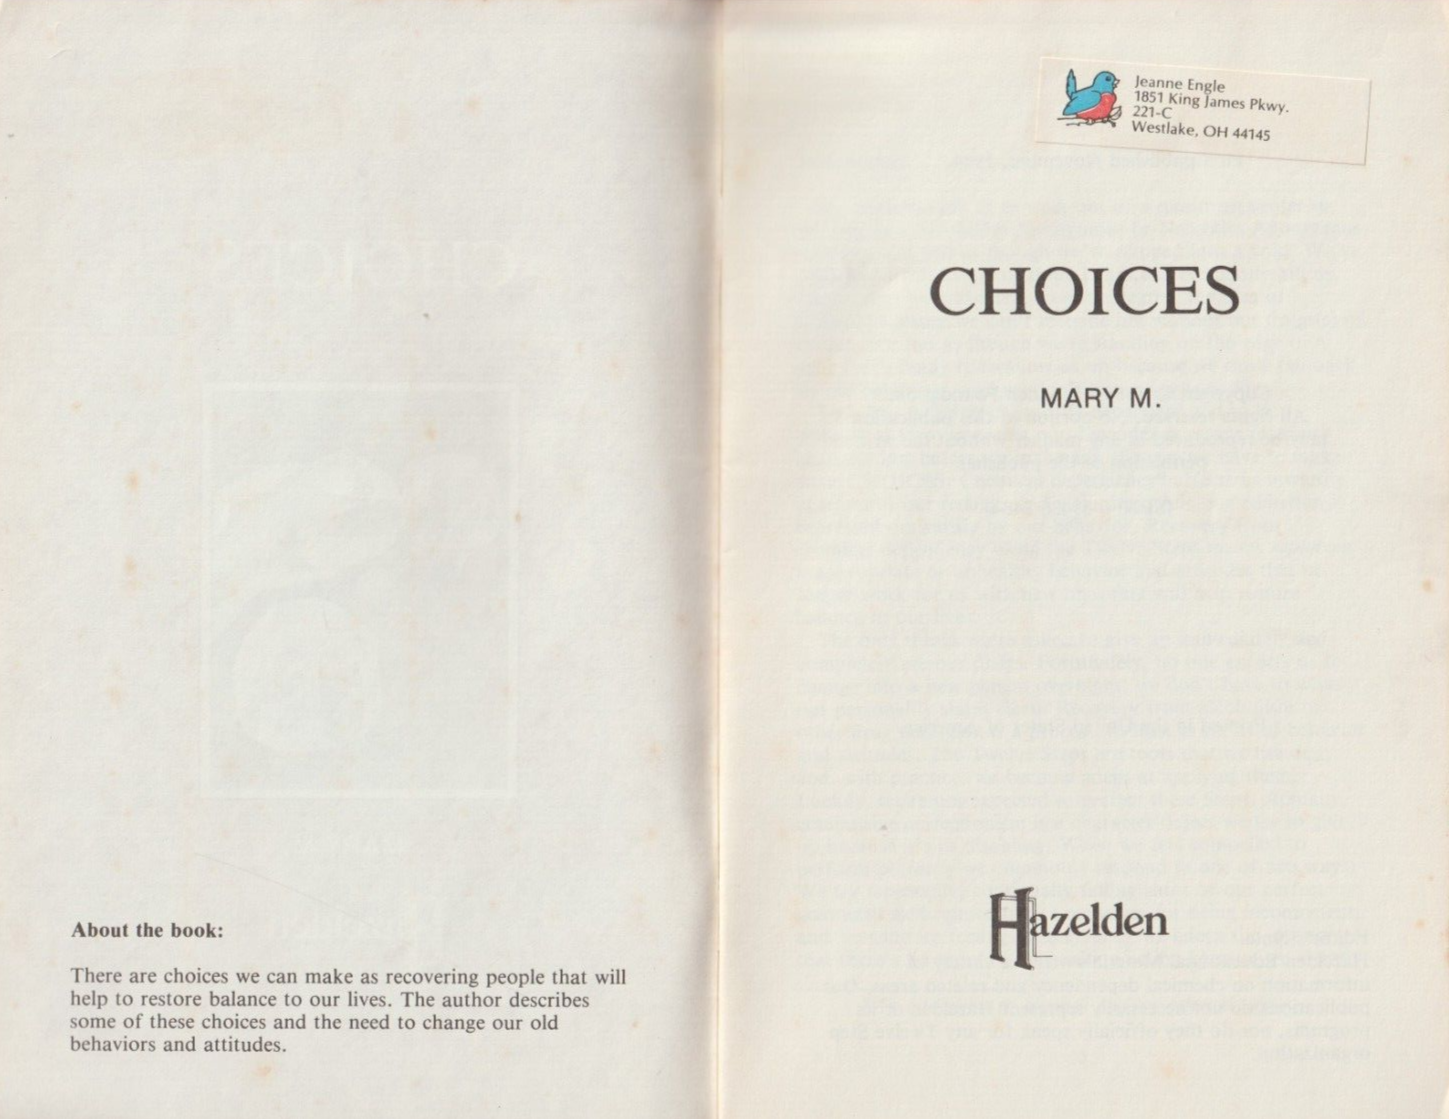 About the book:
There are choices we can make as recovering people that will
help to restore balance to our lives. The author describes
some of these choices and the need to change our old
behaviors and attitudes.
Jeanne Engle
1851 King James Pkwy.
221-C
Westlake, OH 44145
CHOICES
MARY M.
Hazelden